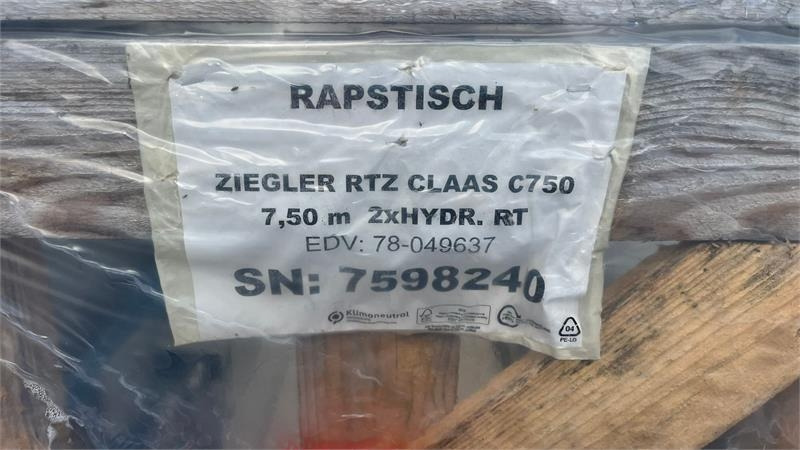 RAPSTISCH
ZIEGLER RTZ CLAAS C750
7,50 m 2xHYDR. RT
EDV: 78-049637
SN: 7598240
Klimaneutral
04
PE-LD